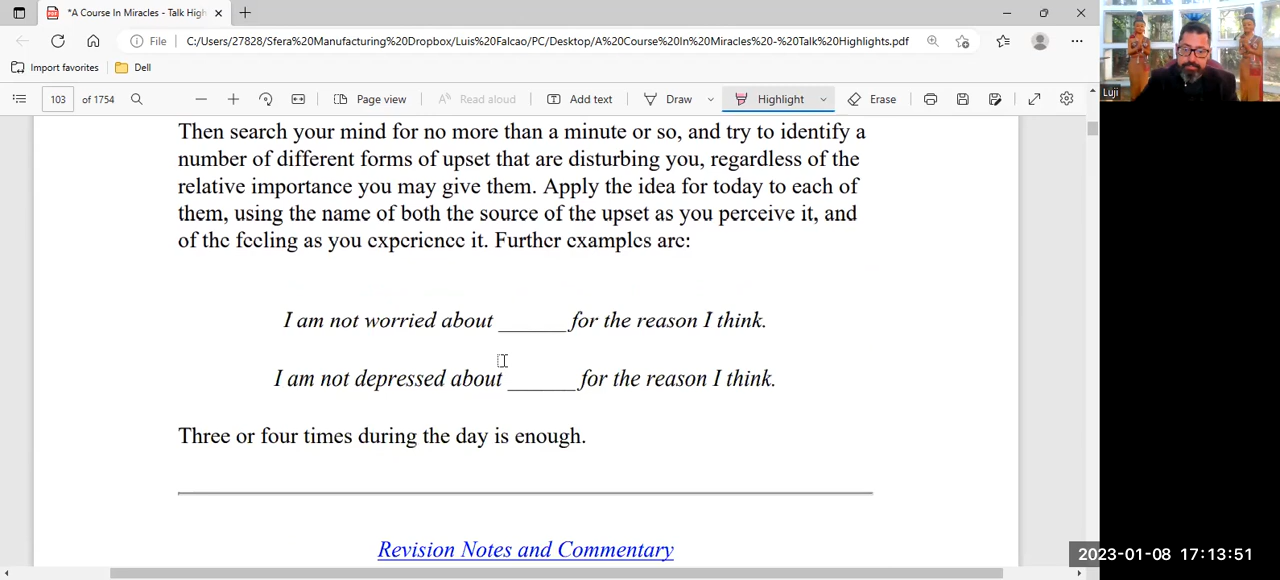 *A Course In Miracles - Talk High
File
C:/Users/27828/Sfera%20Manufacturing%20Dropbox/Luis%20Falcao/PC/Desktop/A%20Course%20In%20Miracles%20-%20Talk%20Highlights.pdf
Import favorites
Dell
103 of 1754
Page view
Read aloud
Add text
Draw
Highlight
Erase
Then search your mind for no more than a minute or so, and try to identify a
number of different forms of upset that are disturbing you, regardless of the
relative importance you may give them. Apply the idea for today to each of
them, using the name of both the source of the upset as you perceive it, and
of the feeling as you experience it. Further examples are:
I am not worried about ______ for the reason I think.
I am not depressed about ______ for the reason I think.
Three or four times during the day is enough.
Revision Notes and Commentary
Luji
2023-01-08 17:13:51